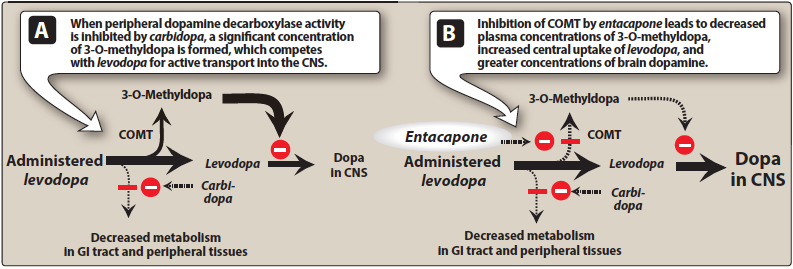 A
When peripheral dopamine decarboxylase activity
is inhibited by carbidopa, a significant concentration
of 3-O-methyldopa is formed, which competes
with levodopa for active transport into the CNS.
3-O-Methyldopa
COMT
Administered
levodopa
Levodopa
Dopa
in CNS
Carbi-
dopa
Decreased metabolism
in GI tract and peripheral tissues
B
Inhibition of COMT by entacapone leads to decreased
plasma concentrations of 3-O-methyldopa,
increased central uptake of levodopa, and
greater concentrations of brain dopamine.
3-O-Methyldopa
Entacapone
COMT
Administered
levodopa
Levodopa
Dopa
in CNS
Carbi-
dopa
Decreased metabolism
in GI tract and peripheral tissues